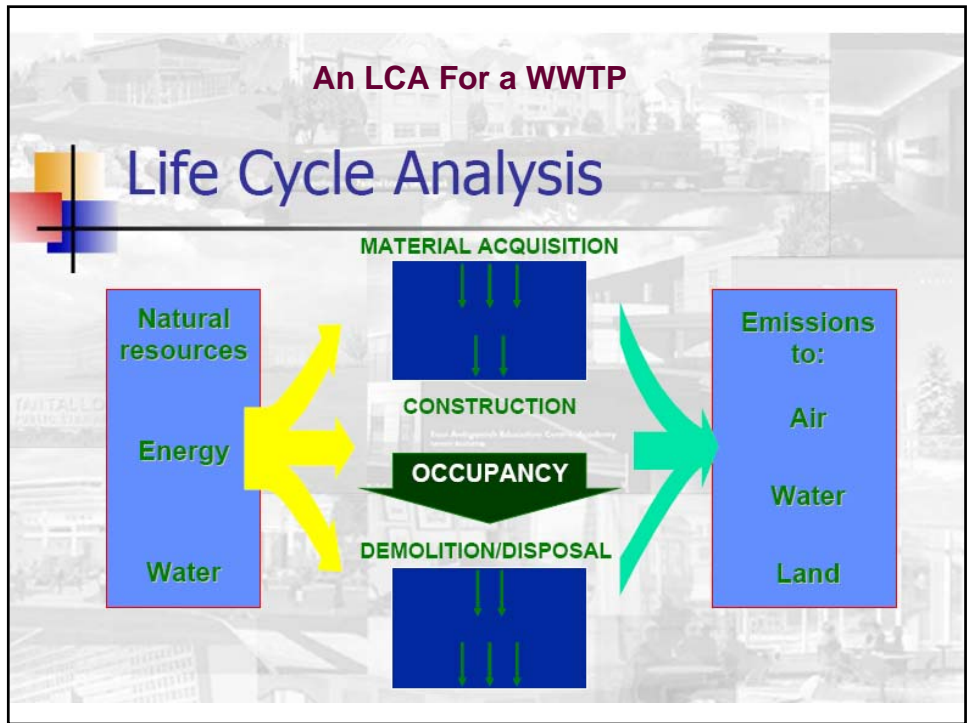 An LCA For a WWTP
Life Cycle Analysis
MATERIAL ACQUISITION
Natural
resources
Energy
Water
CONSTRUCTION
OCCUPANCY
DEMOLITION/DISPOSAL
Emissions
to:
Air
Water
Land